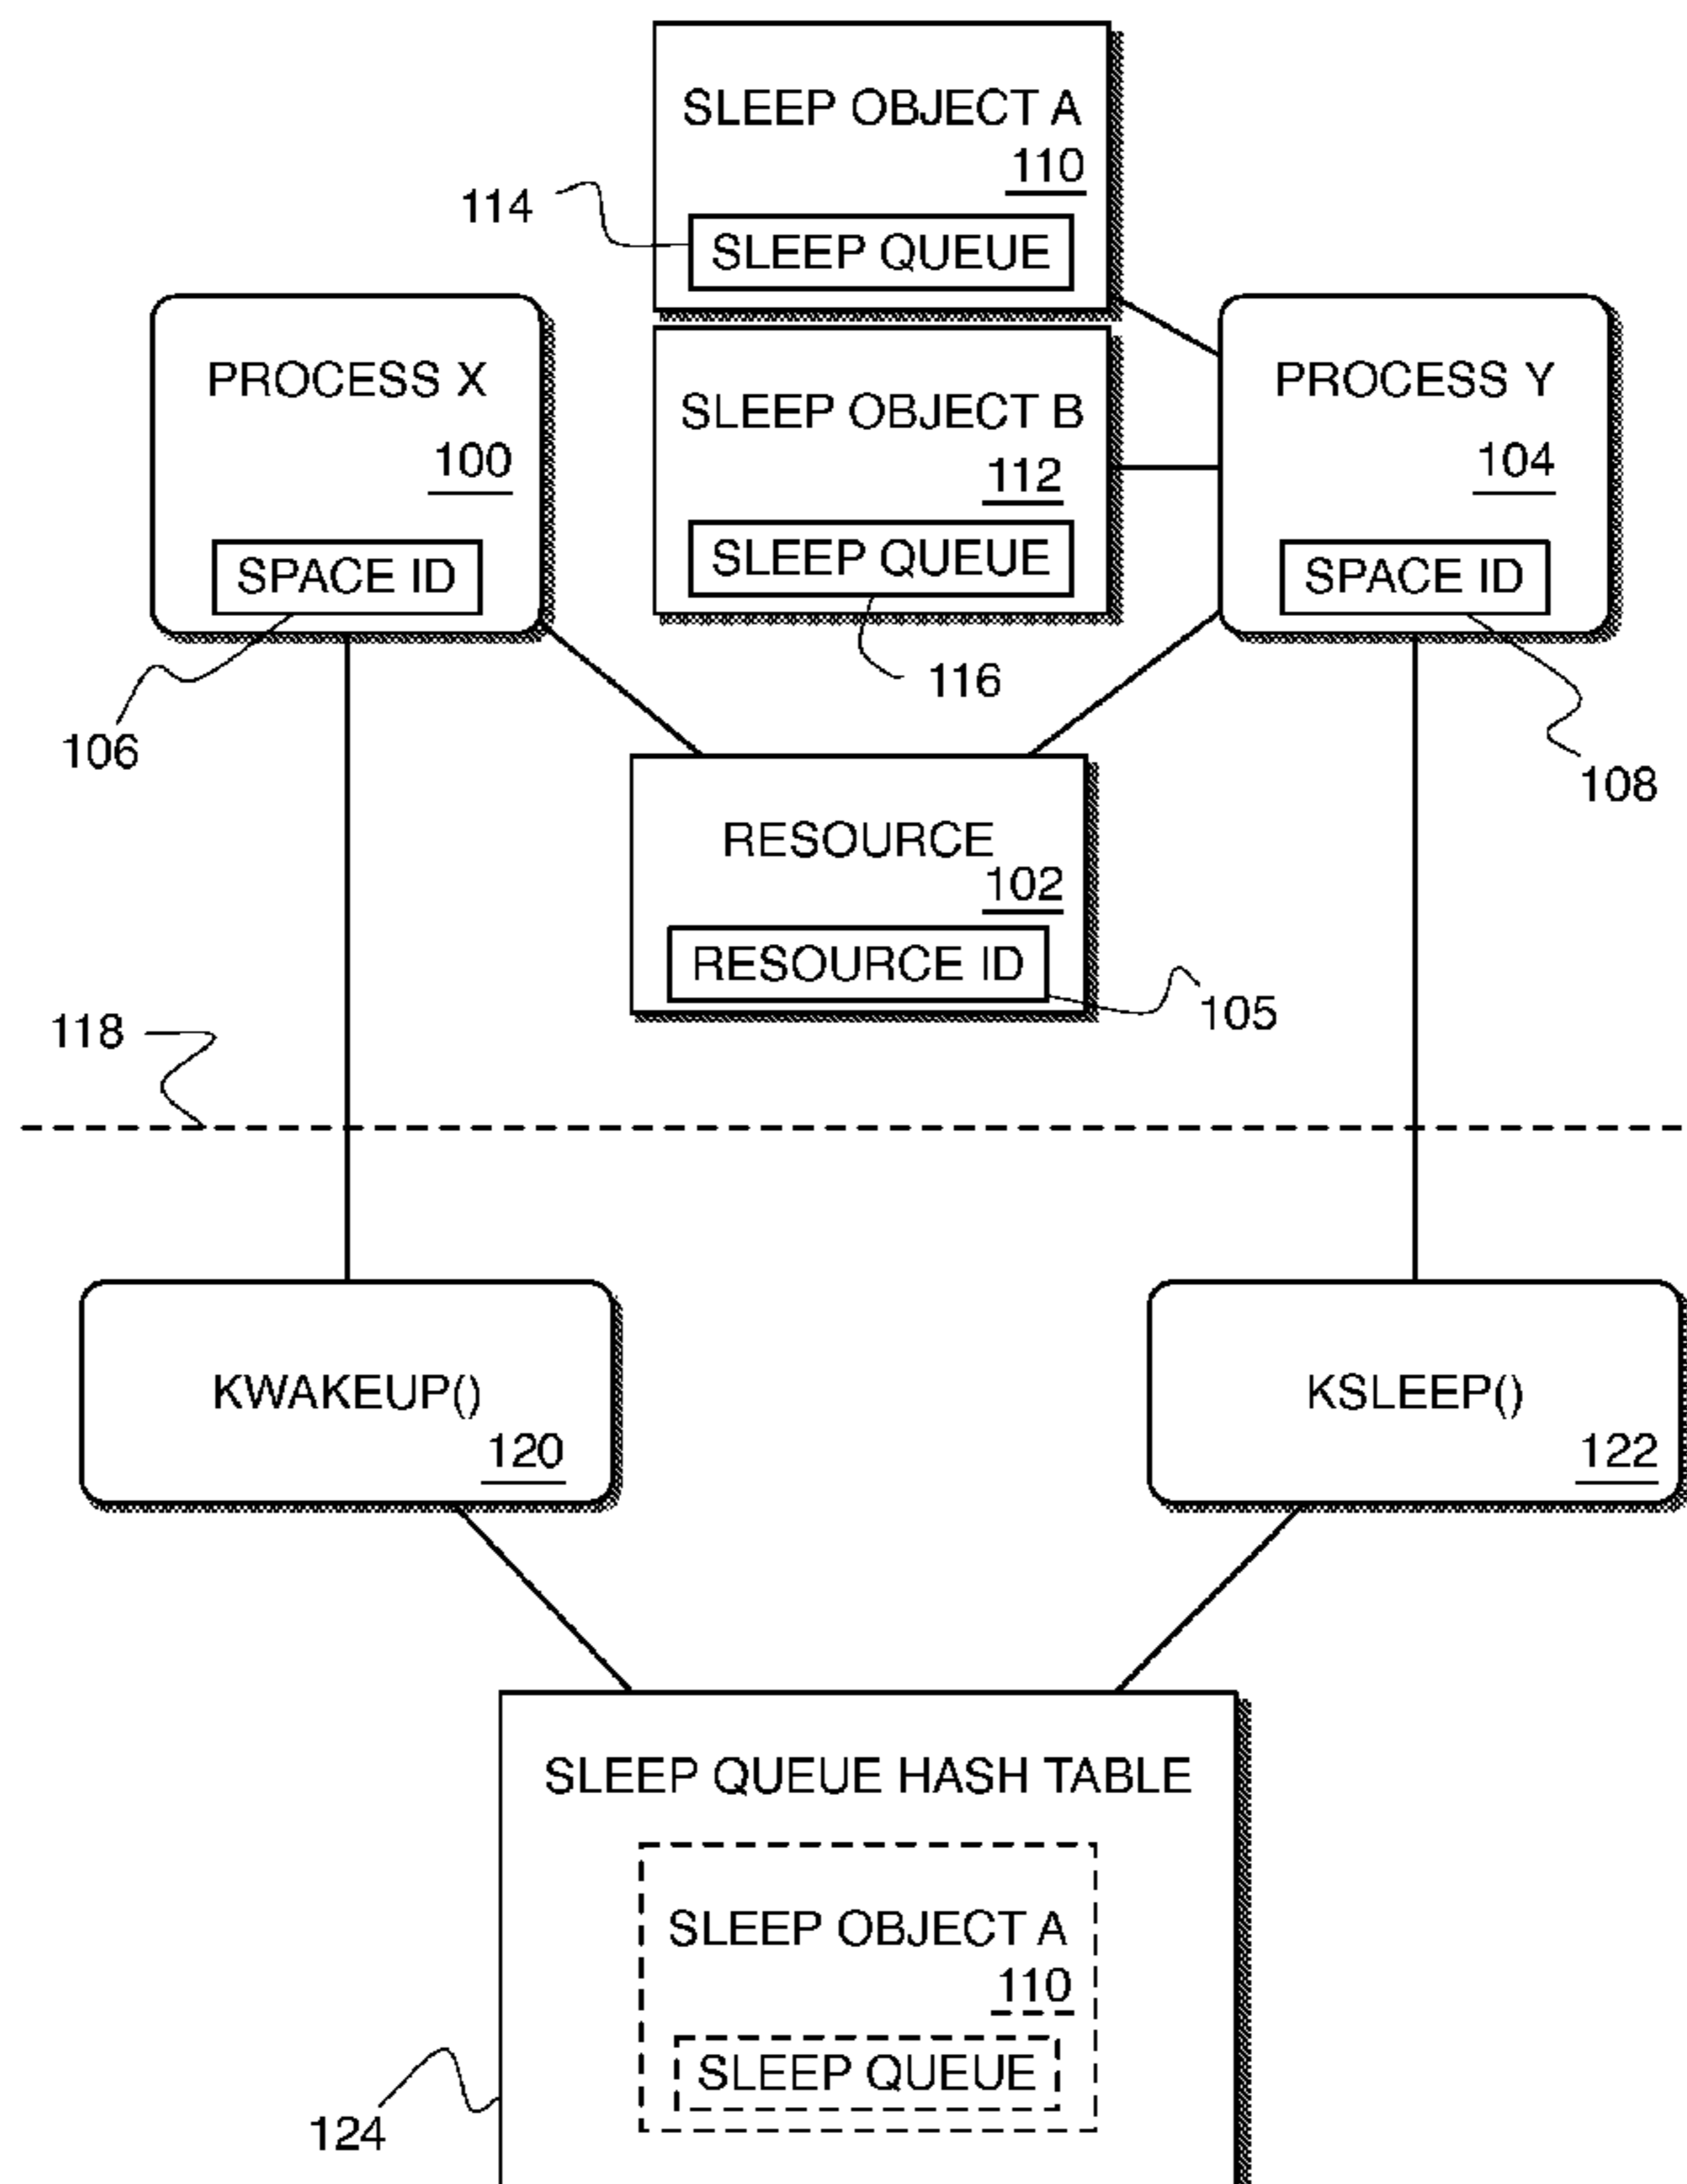 SLEEP OBJECT A
110
114
SLEEP QUEUE
PROCESS X
100
SPACE ID
SLEEP OBJECT B
112
SLEEP QUEUE
PROCESS Y
104
SPACE ID
116
106
108
RESOURCE
102
RESOURCE ID
105
118
KWAKEUP()
120
KSLEEP()
122
SLEEP QUEUE HASH TABLE
SLEEP OBJECT A
110
SLEEP QUEUE
124